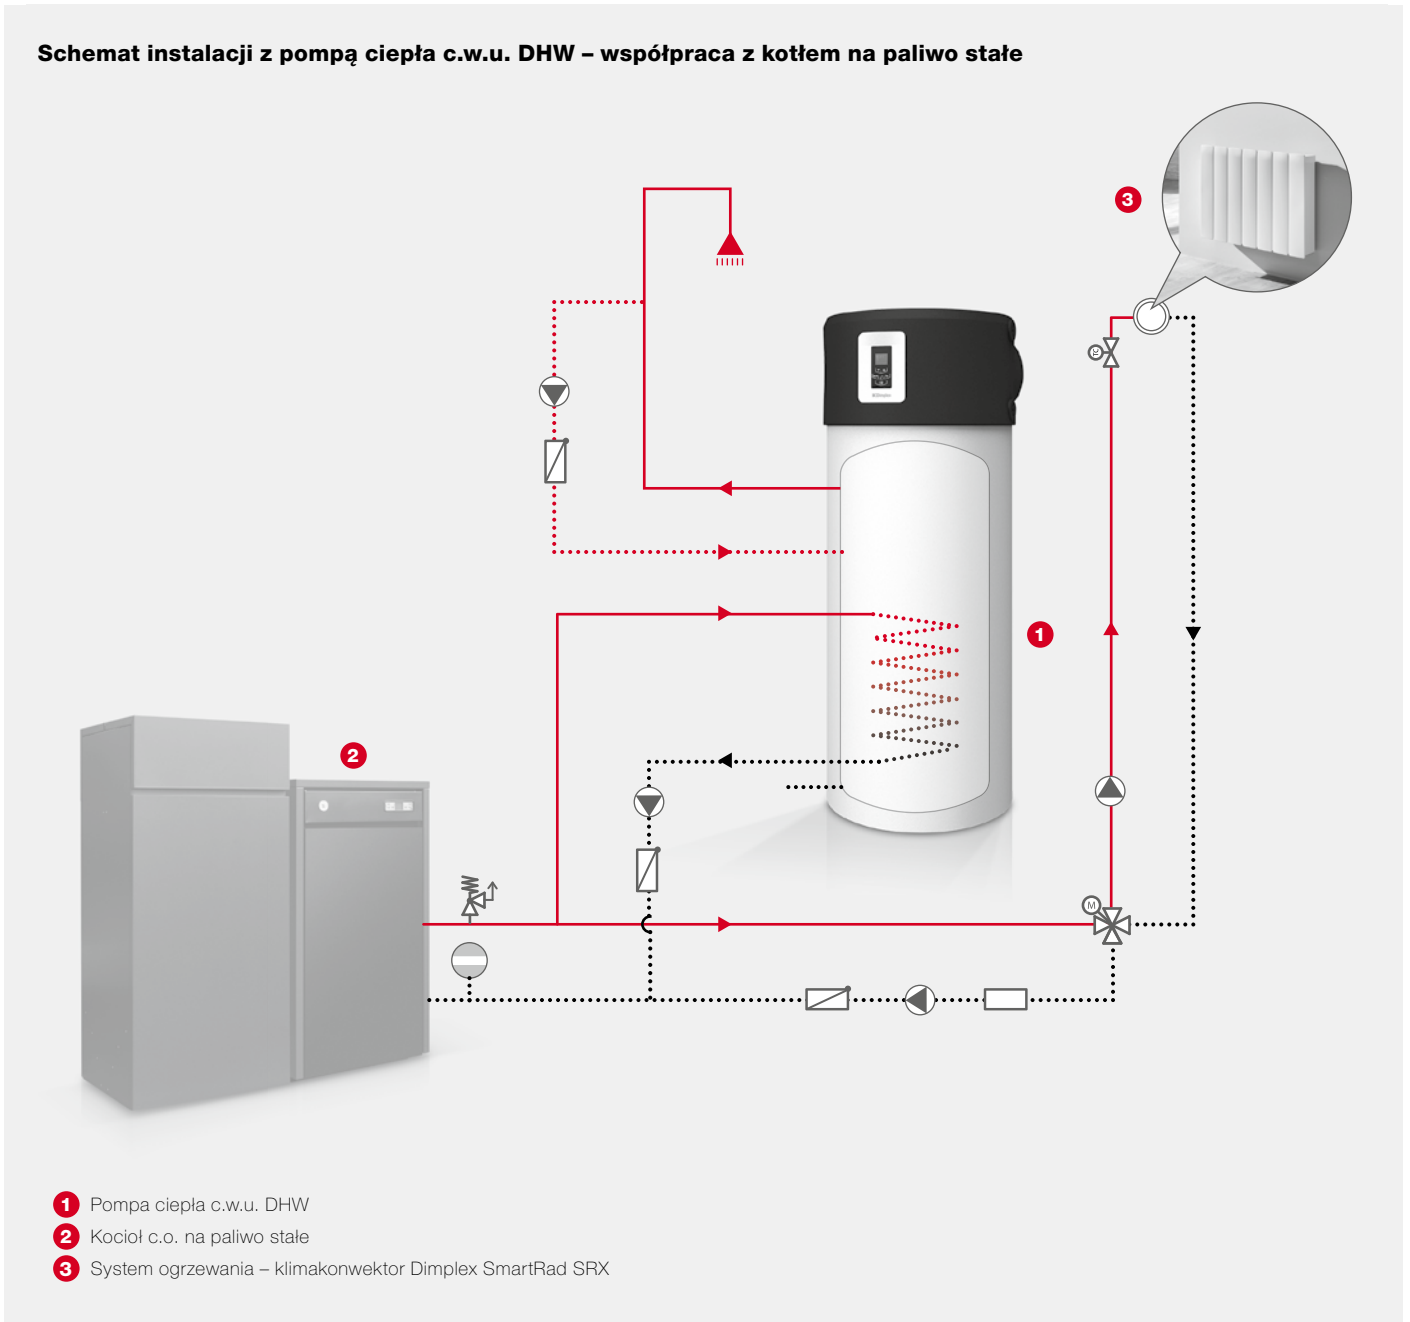 Schemat instalacji z pompą ciepła c.w.u. DHW – współpraca z kotłem na paliwo stałe
3
TC
1
2
M
1 Pompa ciepła c.w.u. DHW
2 Kocioł c.o. na paliwo stałe
3 System ogrzewania – klimakonwektor Dimplex SmartRad SRX